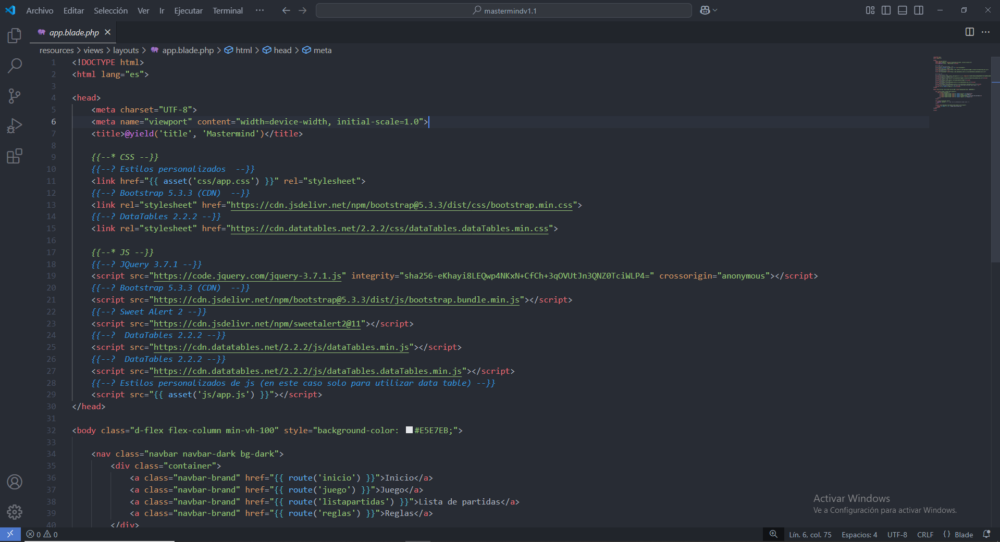 Archivo Editar Selección Ver Ir Ejecutar Terminal ··· mastermindv1.1
app.blade.php
resources > views > layouts > app.blade.php > html > head > meta
1 <!DOCTYPE html>
2 <html lang="es">
3
4 <head>
5 <meta charset="UTF-8">
6 <meta name="viewport" content="width=device-width, initial-scale=1.0">
7 <title>@yield('title', 'Mastermind')</title>
8
9 {{--* CSS --}}
10 {{--? Estilos personalizados  --}}
11 <link href="{{ asset('css/app.css') }}" rel="stylesheet">
12 {{--? Bootstrap 5.3.3 (CDN)  --}}
13 <link rel="stylesheet" href="https://cdn.jsdelivr.net/npm/bootstrap@5.3.3/dist/css/bootstrap.min.css">
14 {{--? DataTables 2.2.2 --}}
15 <link rel="stylesheet" href="https://cdn.datatables.net/2.2.2/css/dataTables.dataTables.min.css">
16
17 {{--* JS --}}
18 {{--? JQuery 3.7.1 --}}
19 <script src="https://code.jquery.com/jquery-3.7.1.js" integrity="sha256-eKhayi8LEQwp4NKxN+CfCh+3qOVUtJn3QNZ0TciWLP4=" crossorigin="anonymous"></script>
20 {{--? Bootstrap 5.3.3 (CDN)  --}}
21 <script src="https://cdn.jsdelivr.net/npm/bootstrap@5.3.3/dist/js/bootstrap.bundle.min.js"></script>
22 {{--? Sweet Alert 2 --}}
23 <script src="https://cdn.jsdelivr.net/npm/sweetalert2@11"></script>
24 {{--?  DataTables 2.2.2 --}}
25 <script src="https://cdn.datatables.net/2.2.2/js/dataTables.min.js"></script>
26 {{--?  DataTables 2.2.2 --}}
27 <script src="https://cdn.datatables.net/2.2.2/js/dataTables.dataTables.min.js"></script>
28 {{--? Estilos personalizados de js (en este caso solo para utilizar data table) --}}
29 <script src="{{ asset('js/app.js') }}"></script>
30 </head>
31
32 <body class="d-flex flex-column min-vh-100" style="background-color: #E5E7EB;">
33
34 <nav class="navbar navbar-dark bg-dark">
35 <div class="container">
36 <a class="navbar-brand" href="{{ route('inicio') }}">Inicio</a>
37 <a class="navbar-brand" href="{{ route('juego') }}">Juego</a>
38 <a class="navbar-brand" href="{{ route('listapartidas') }}">Lista de partidas</a>
39 <a class="navbar-brand" href="{{ route('reglas') }}">Reglas</a>
40 </div>
Activar Windows
Ve a Configuración para activar Windows.
0 0 Lín. 6, col. 75 Espacios: 4 UTF-8 CRLF {} Blade